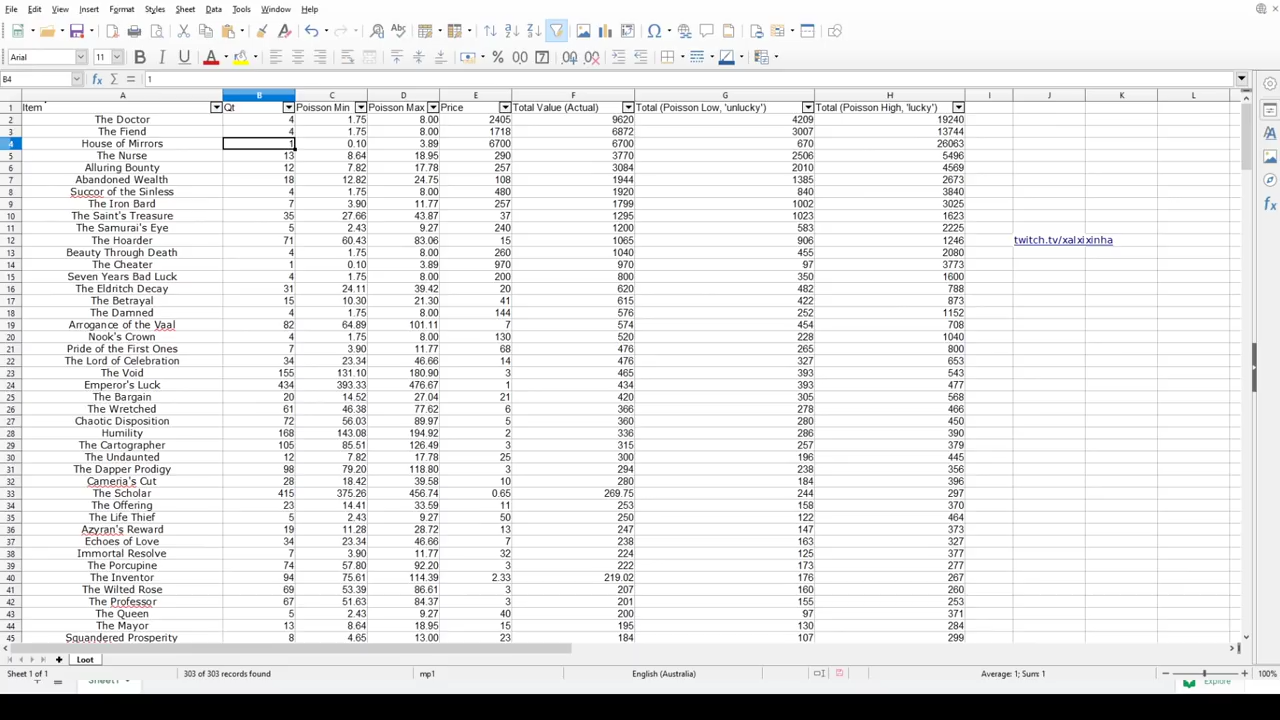 File Edit View Insert Format Styles Sheet Data Tools Window Help
Arial 11
B4 1
A B C D E F G H I J K L
1 Item Qt Poisson Min Poisson Max Price Total Value (Actual) Total (Poisson Low, 'unlucky') Total (Poisson High, 'lucky')
2 The Doctor 4 1.75 8.00 2405 9620 4209 19240
3 The Fiend 4 1.75 8.00 1718 6872 3007 13744
4 House of Mirrors 1 0.10 3.89 6700 6700 670 26063
5 The Nurse 13 8.64 18.95 290 3770 2506 5496
6 Alluring Bounty 12 7.82 17.78 257 3084 2010 4569
7 Abandoned Wealth 18 12.82 24.75 108 1944 1385 2673
8 Succor of the Sinless 4 1.75 8.00 480 1920 840 3840
9 The Iron Bard 7 3.90 11.77 257 1799 1002 3025
10 The Saint's Treasure 35 27.66 43.87 37 1295 1023 1623
11 The Samurai's Eye 5 2.43 9.27 240 1200 583 2225
12 The Hoarder 71 60.43 83.06 15 1065 906 1246 twitch.tv/xalxixinha
13 Beauty Through Death 4 1.75 8.00 260 1040 455 2080
14 The Cheater 1 0.10 3.89 970 970 97 3773
15 Seven Years Bad Luck 4 1.75 8.00 200 800 350 1600
16 The Eldritch Decay 31 24.11 39.42 20 620 482 788
17 The Betrayal 15 10.30 21.30 41 615 422 873
18 The Damned 4 1.75 8.00 144 576 252 1152
19 Arrogance of the Vaal 82 64.89 101.11 7 574 454 708
20 Nook's Crown 4 1.75 8.00 130 520 228 1040
21 Pride of the First Ones 7 3.90 11.77 68 476 265 800
22 The Lord of Celebration 34 23.34 46.66 14 476 327 653
23 The Void 155 131.10 180.90 3 465 393 543
24 Emperor's Luck 434 393.33 476.67 1 434 393 477
25 The Bargain 20 14.52 27.04 21 420 305 568
26 The Wretched 61 46.38 77.62 6 366 278 466
27 Chaotic Disposition 72 56.03 89.97 5 360 280 450
28 Humility 168 143.08 194.92 2 336 286 390
29 The Cartographer 105 85.51 126.49 3 315 257 379
30 The Undaunted 12 7.82 17.78 25 300 196 445
31 The Dapper Prodigy 98 79.20 118.80 3 294 238 356
32 Cameria's Cut 28 18.42 39.58 10 280 184 396
33 The Scholar 415 375.26 456.74 0.65 269.75 244 297
34 The Offering 23 14.41 33.59 11 253 158 370
35 The Life Thief 5 2.43 9.27 50 250 122 464
36 Azyran's Reward 19 11.28 28.72 13 247 147 373
37 Echoes of Love 34 23.34 46.66 7 238 163 327
38 Immortal Resolve 7 3.90 11.77 32 224 125 377
39 The Porcupine 74 57.80 92.20 3 222 173 277
40 The Inventor 94 75.61 114.39 2.33 219.02 176 267
41 The Wilted Rose 69 53.39 86.61 3 207 160 260
42 The Professor 67 51.63 84.37 3 201 155 253
43 The Queen 5 2.43 9.27 40 200 97 371
44 The Mayor 13 8.64 18.95 15 195 130 284
45 Squandered Prosperity 8 4.65 13.00 23 184 107 299
Loot
Sheet 1 of 1 303 of 303 records found mp1 English (Australia) Average: 1; Sum: 1 100%
Sheet1 Explore